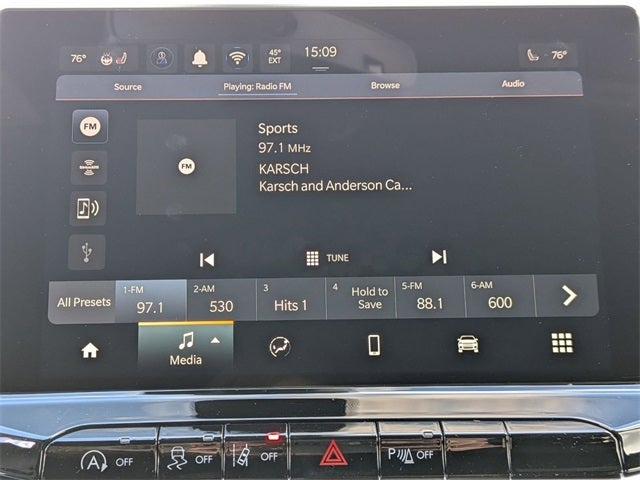 76°
45°
EXT
15:09
76°
Source
Playing: Radio FM
Browse
Audio
FM
Sports
97.1 MHz
FM
KARSCH
Karsch and Anderson Ca...
TUNE
All Presets
1-FM
97.1
2-AM
530
3
Hits 1
4
Hold to
Save
5-FM
88.1
6-AM
600
Media
A OFF
OFF
OFF
P OFF